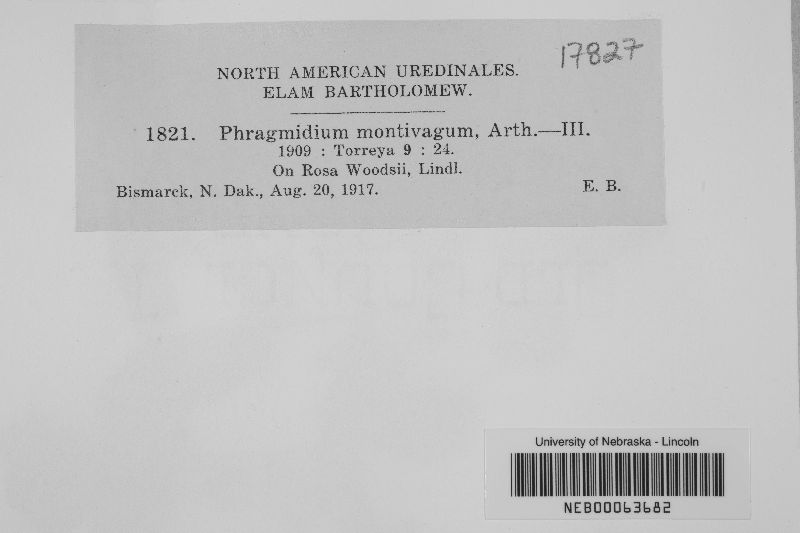 17827
NORTH AMERICAN UREDINALES.
ELAM BARTHOLOMEW.
1821. Phragmidium montivagum, Arth.—III.
1909 : Torreya 9 : 24.
On Rosa Woodsii, Lindl.
Bismarck, N. Dak., Aug. 20, 1917. E. B.
University of Nebraska - Lincoln
NEB00063682